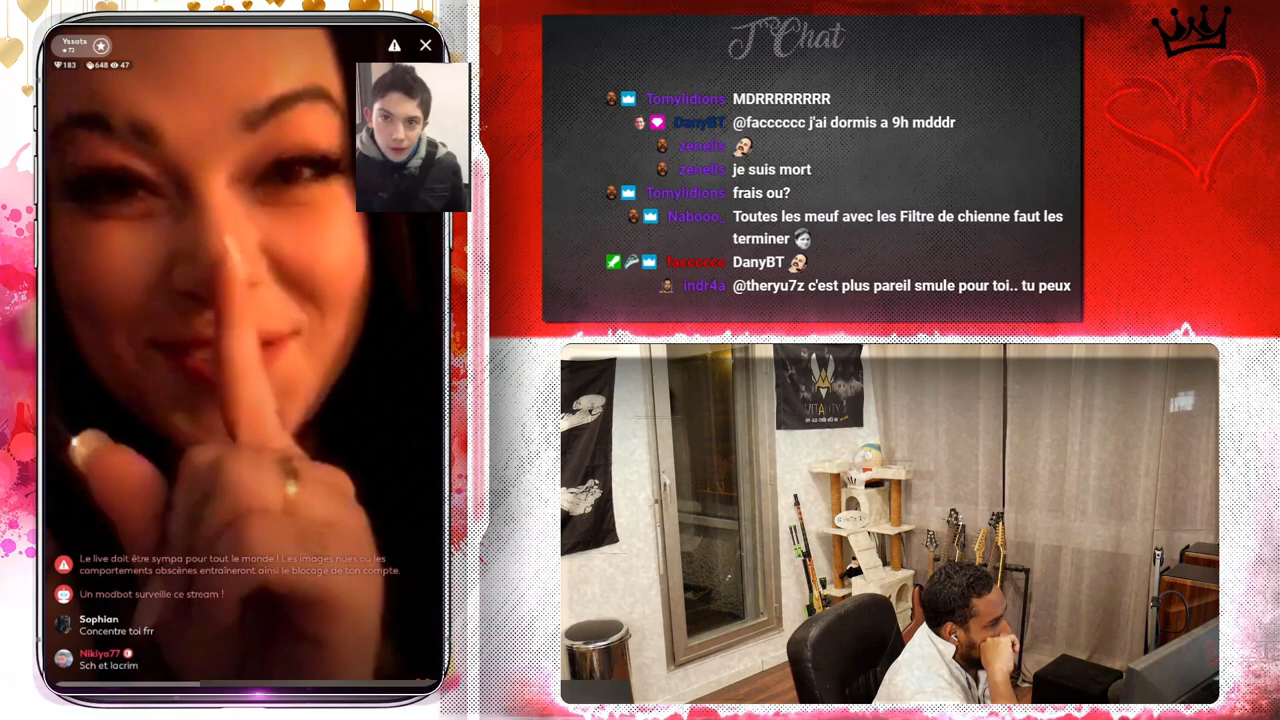 Yssots
★73
183 648 47
Le live doit être sympa pour tout le monde ! Les images nues ou les
comportements obscènes entraîneront ainsi le blocage de ton compte.
Un modbot surveille ce stream !
Sophian
Concentre toi frr
Nikiya77
Sch et lacrim
Chat
Tomylidions MDRRRRRRRR
DanyBT @facccccc j'ai dormis a 9h mdddr
zenells
zenells je suis mort
Tomylidions frais ou?
Nabooo_ Toutes les meuf avec les Filtre de chienne faut les
terminer
facccccc DanyBT
indr4a @theryu7z c'est plus pareil smule pour toi.. tu peux
VITALITY